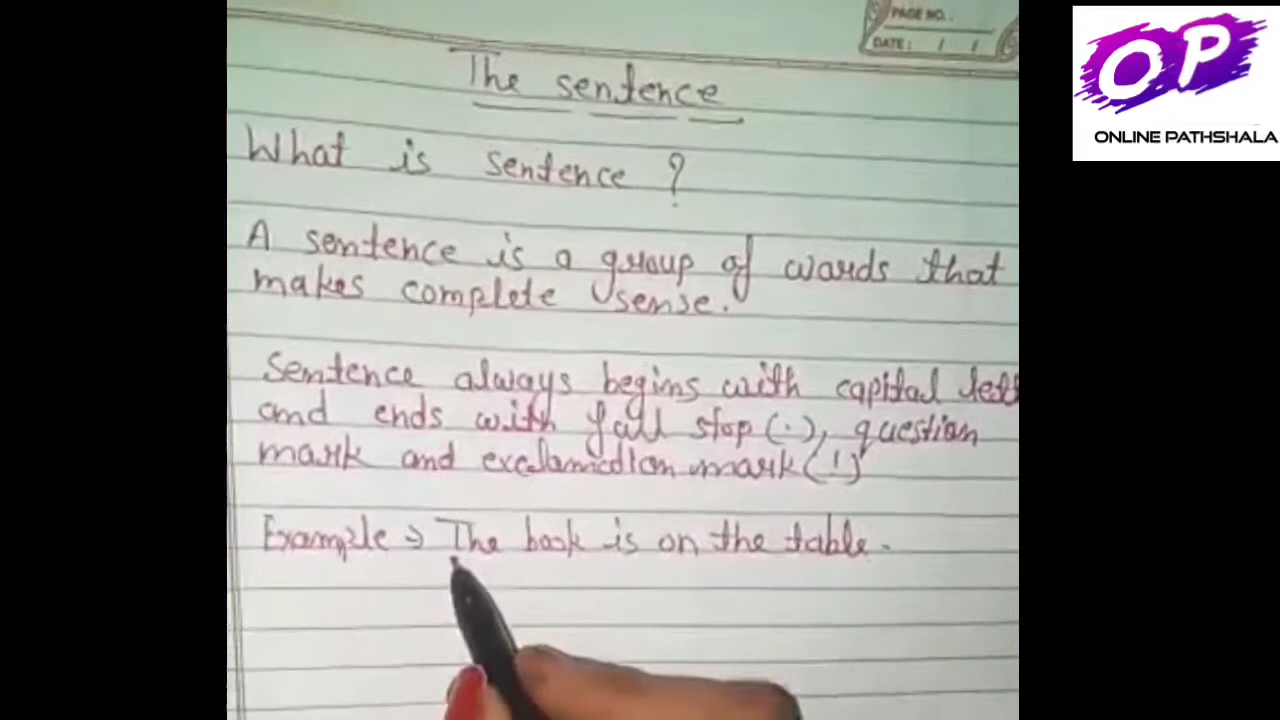 PAGE NO.
DATE: / /
OP
ONLINE PATHSHALA
The sentence
What is sentence ?
A sentence is a group of words that
makes complete sense.
Sentence always begins with capital lett
and ends with full stop (.), question
mark and exclamation mark (!)
Example → The book is on the table.